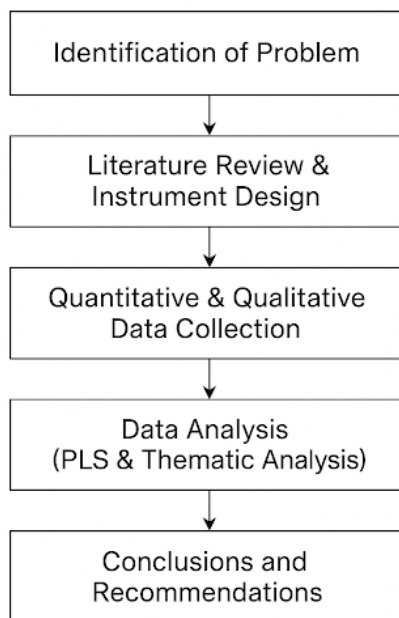 Identification of Problem
Literature Review &
Instrument Design
Quantitative & Qualitative
Data Collection
Data Analysis
(PLS & Thematic Analysis)
Conclusions and
Recommendations